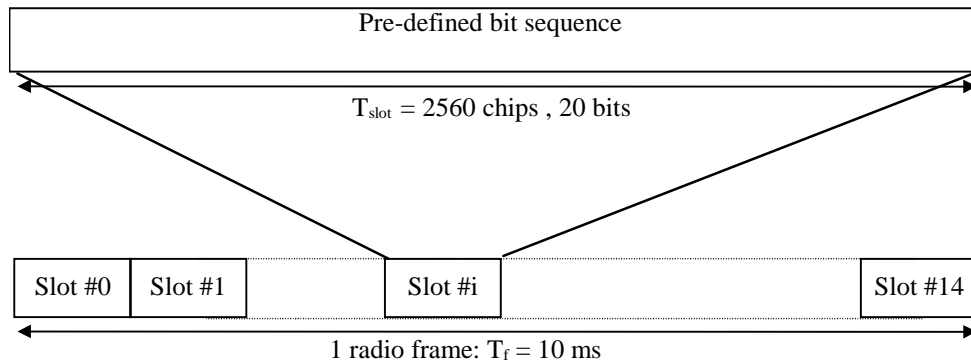 Pre-defined bit sequence
T_slot = 2560 chips , 20 bits
Slot #0 Slot #1 Slot #i Slot #14
1 radio frame: T_f = 10 ms